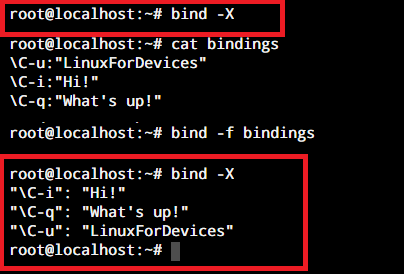 root@localhost:~# bind -X
root@localhost:~# cat bindings
\C-u:"LinuxForDevices"
\C-i:"Hi!"
\C-q:"What's up!"
root@localhost:~# bind -f bindings
root@localhost:~# bind -X
"\C-i": "Hi!"
"\C-q": "What's up!"
"\C-u": "LinuxForDevices"
root@localhost:~#